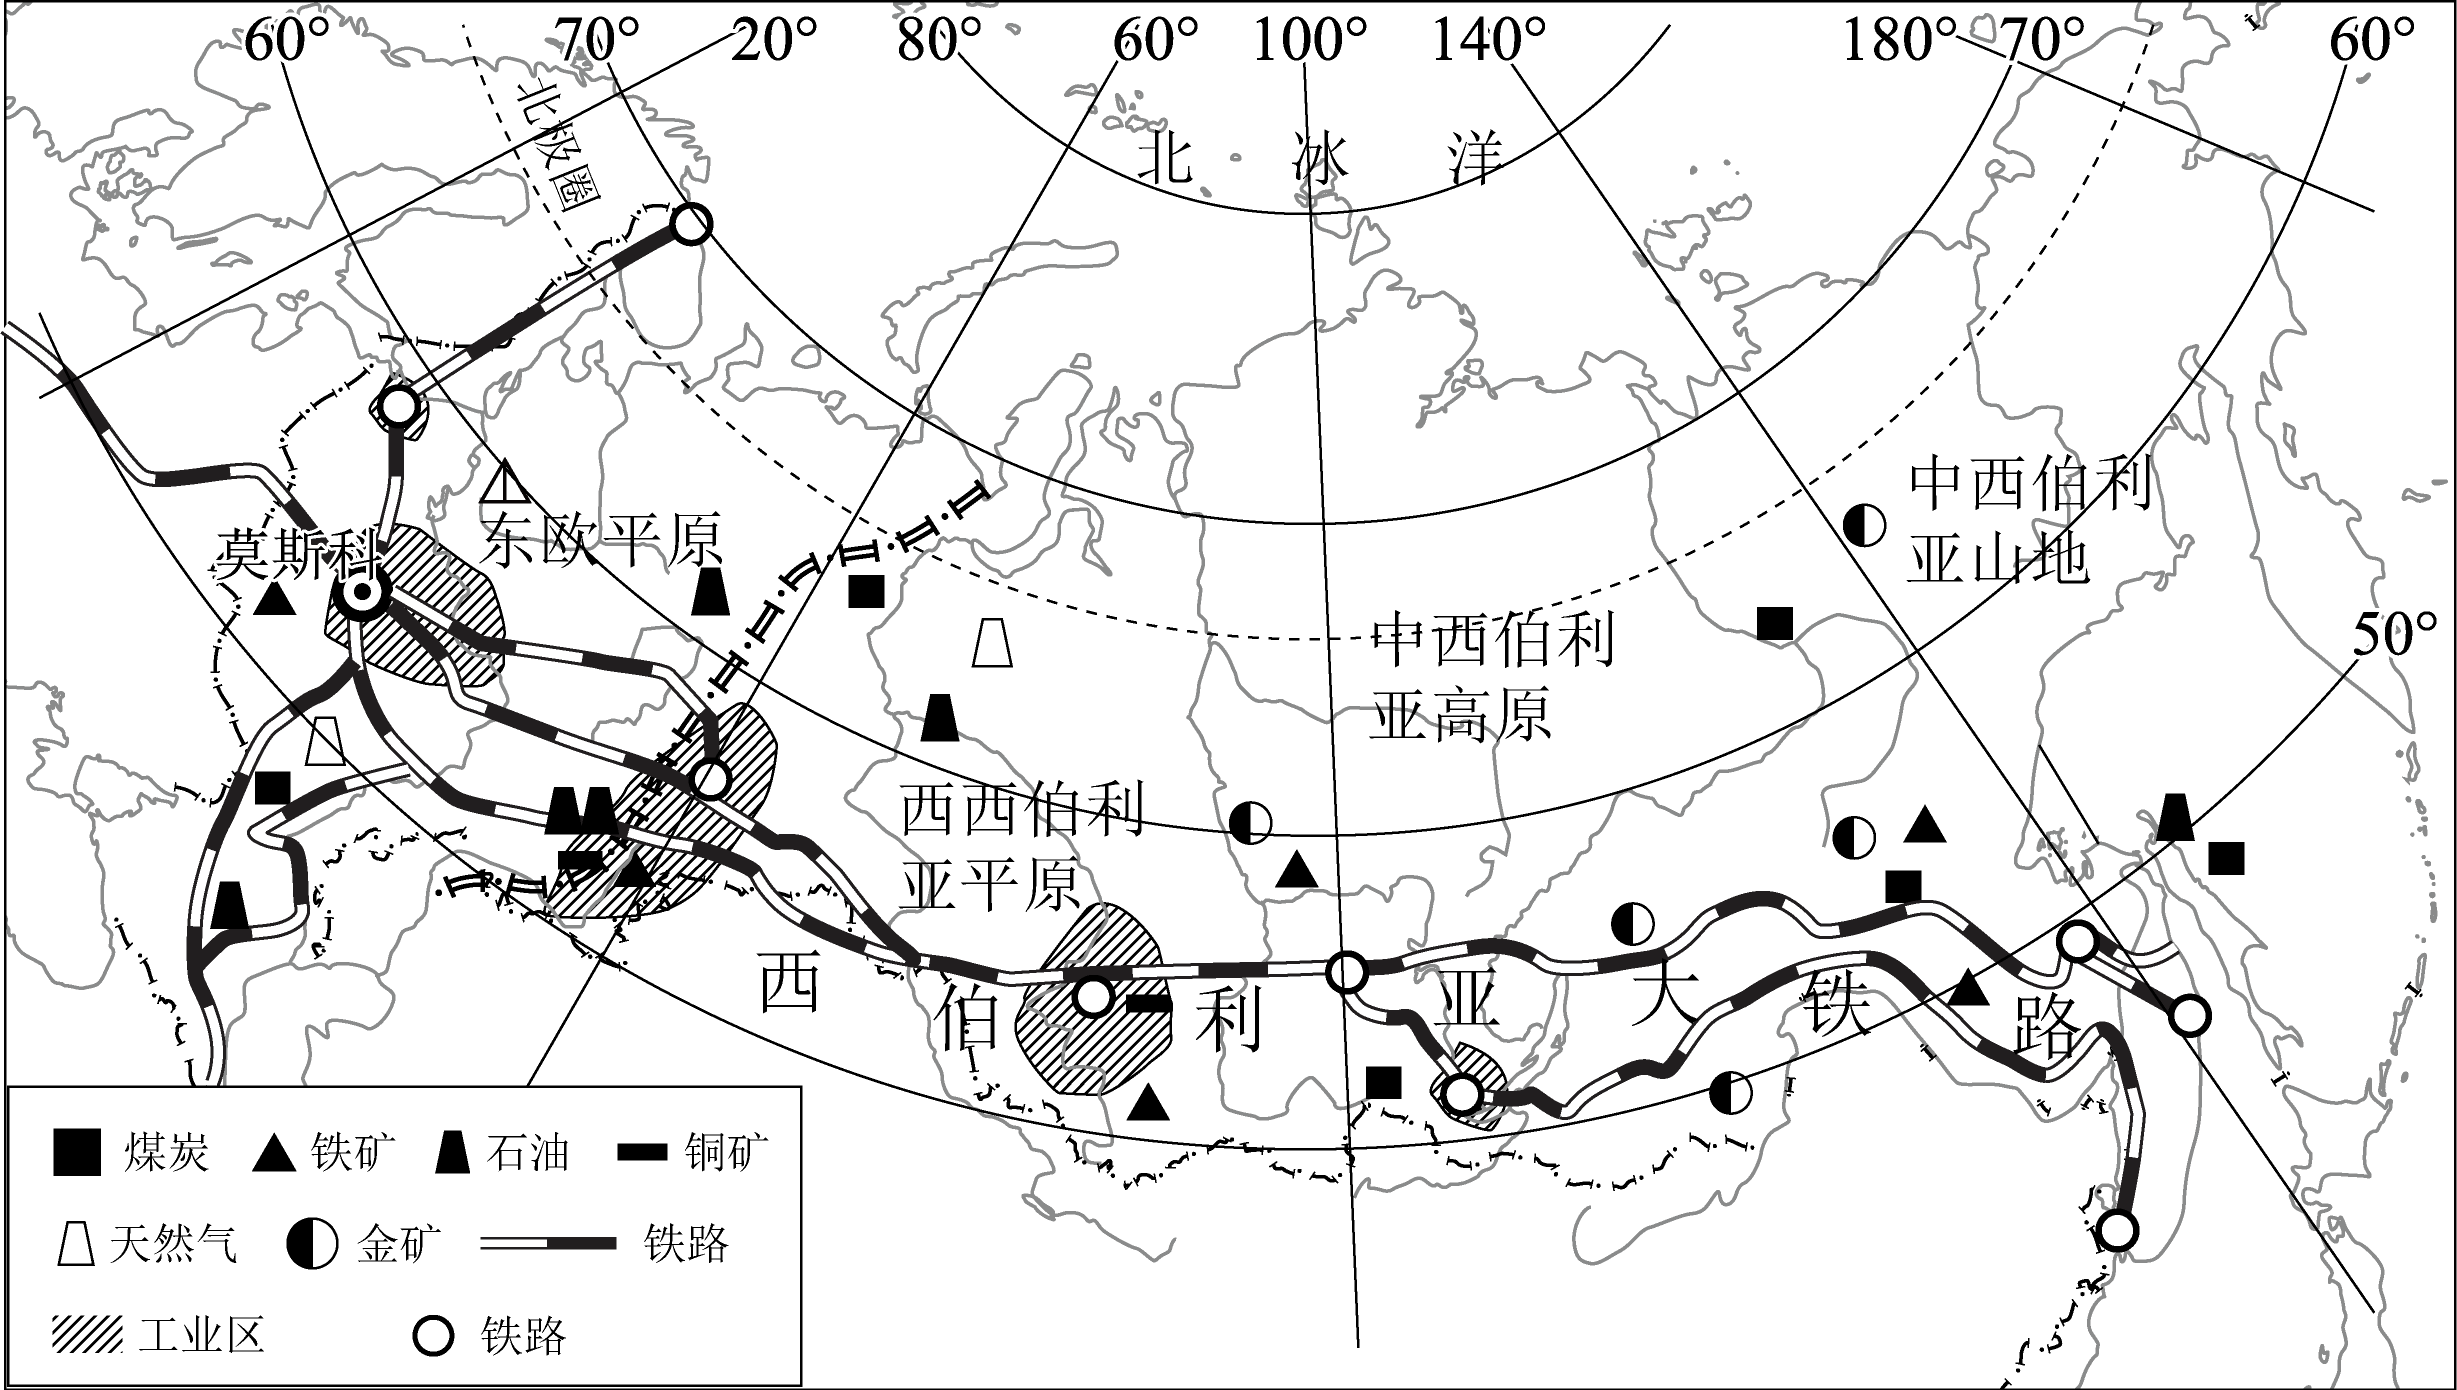 60° 70° 20° 80° 60° 100° 140° 180° 70° 60°
北极圈
北冰洋
中西伯利
亚山地
莫斯科
东欧平原
中西伯利
亚高原
50°
西西伯利
亚平原
西伯利亚大铁路
煤炭 铁矿 石油 铜矿
天然气 金矿 铁路
工业区 铁路